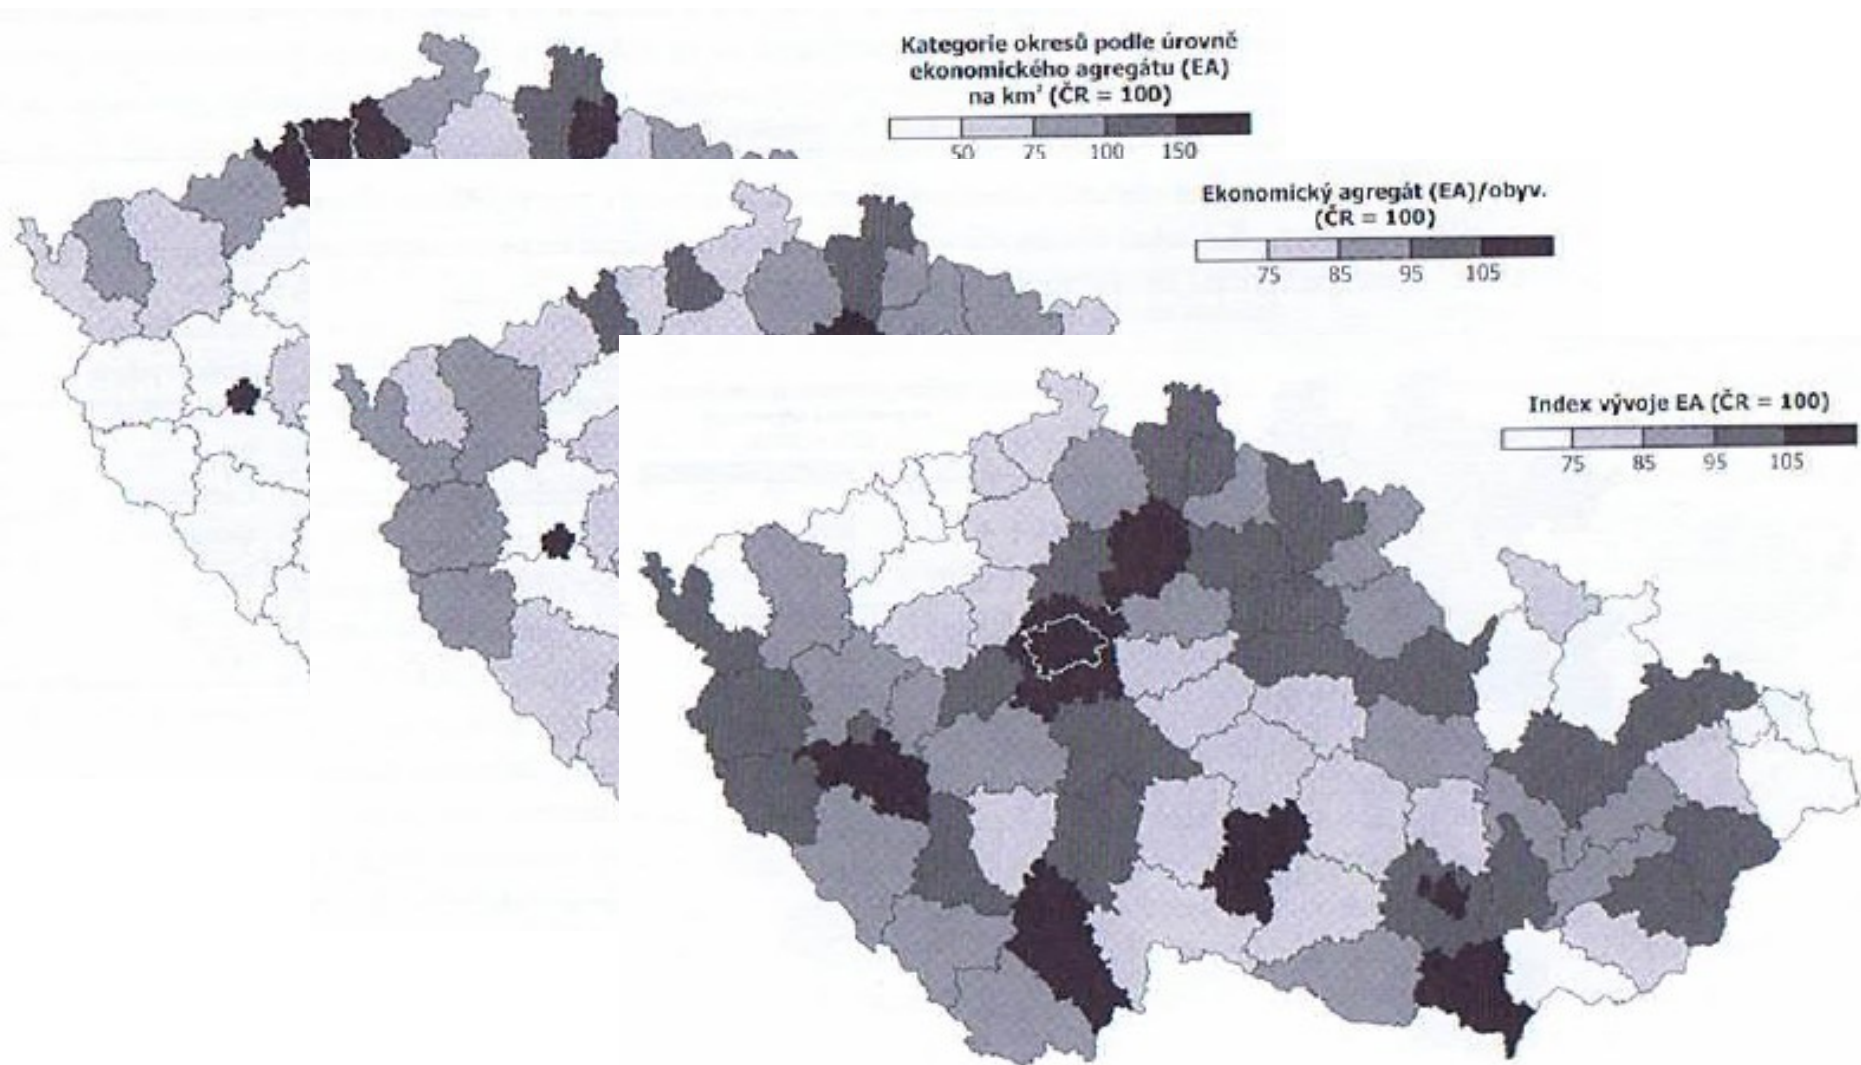 Kategorie okresů podle úrovně
ekonomického agregátu (EA)
na km² (ČR = 100)
50 75 100 150
Ekonomický agregát (EA)/obyv.
(ČR = 100)
75 85 95 105
Index vývoje EA (ČR = 100)
75 85 95 105